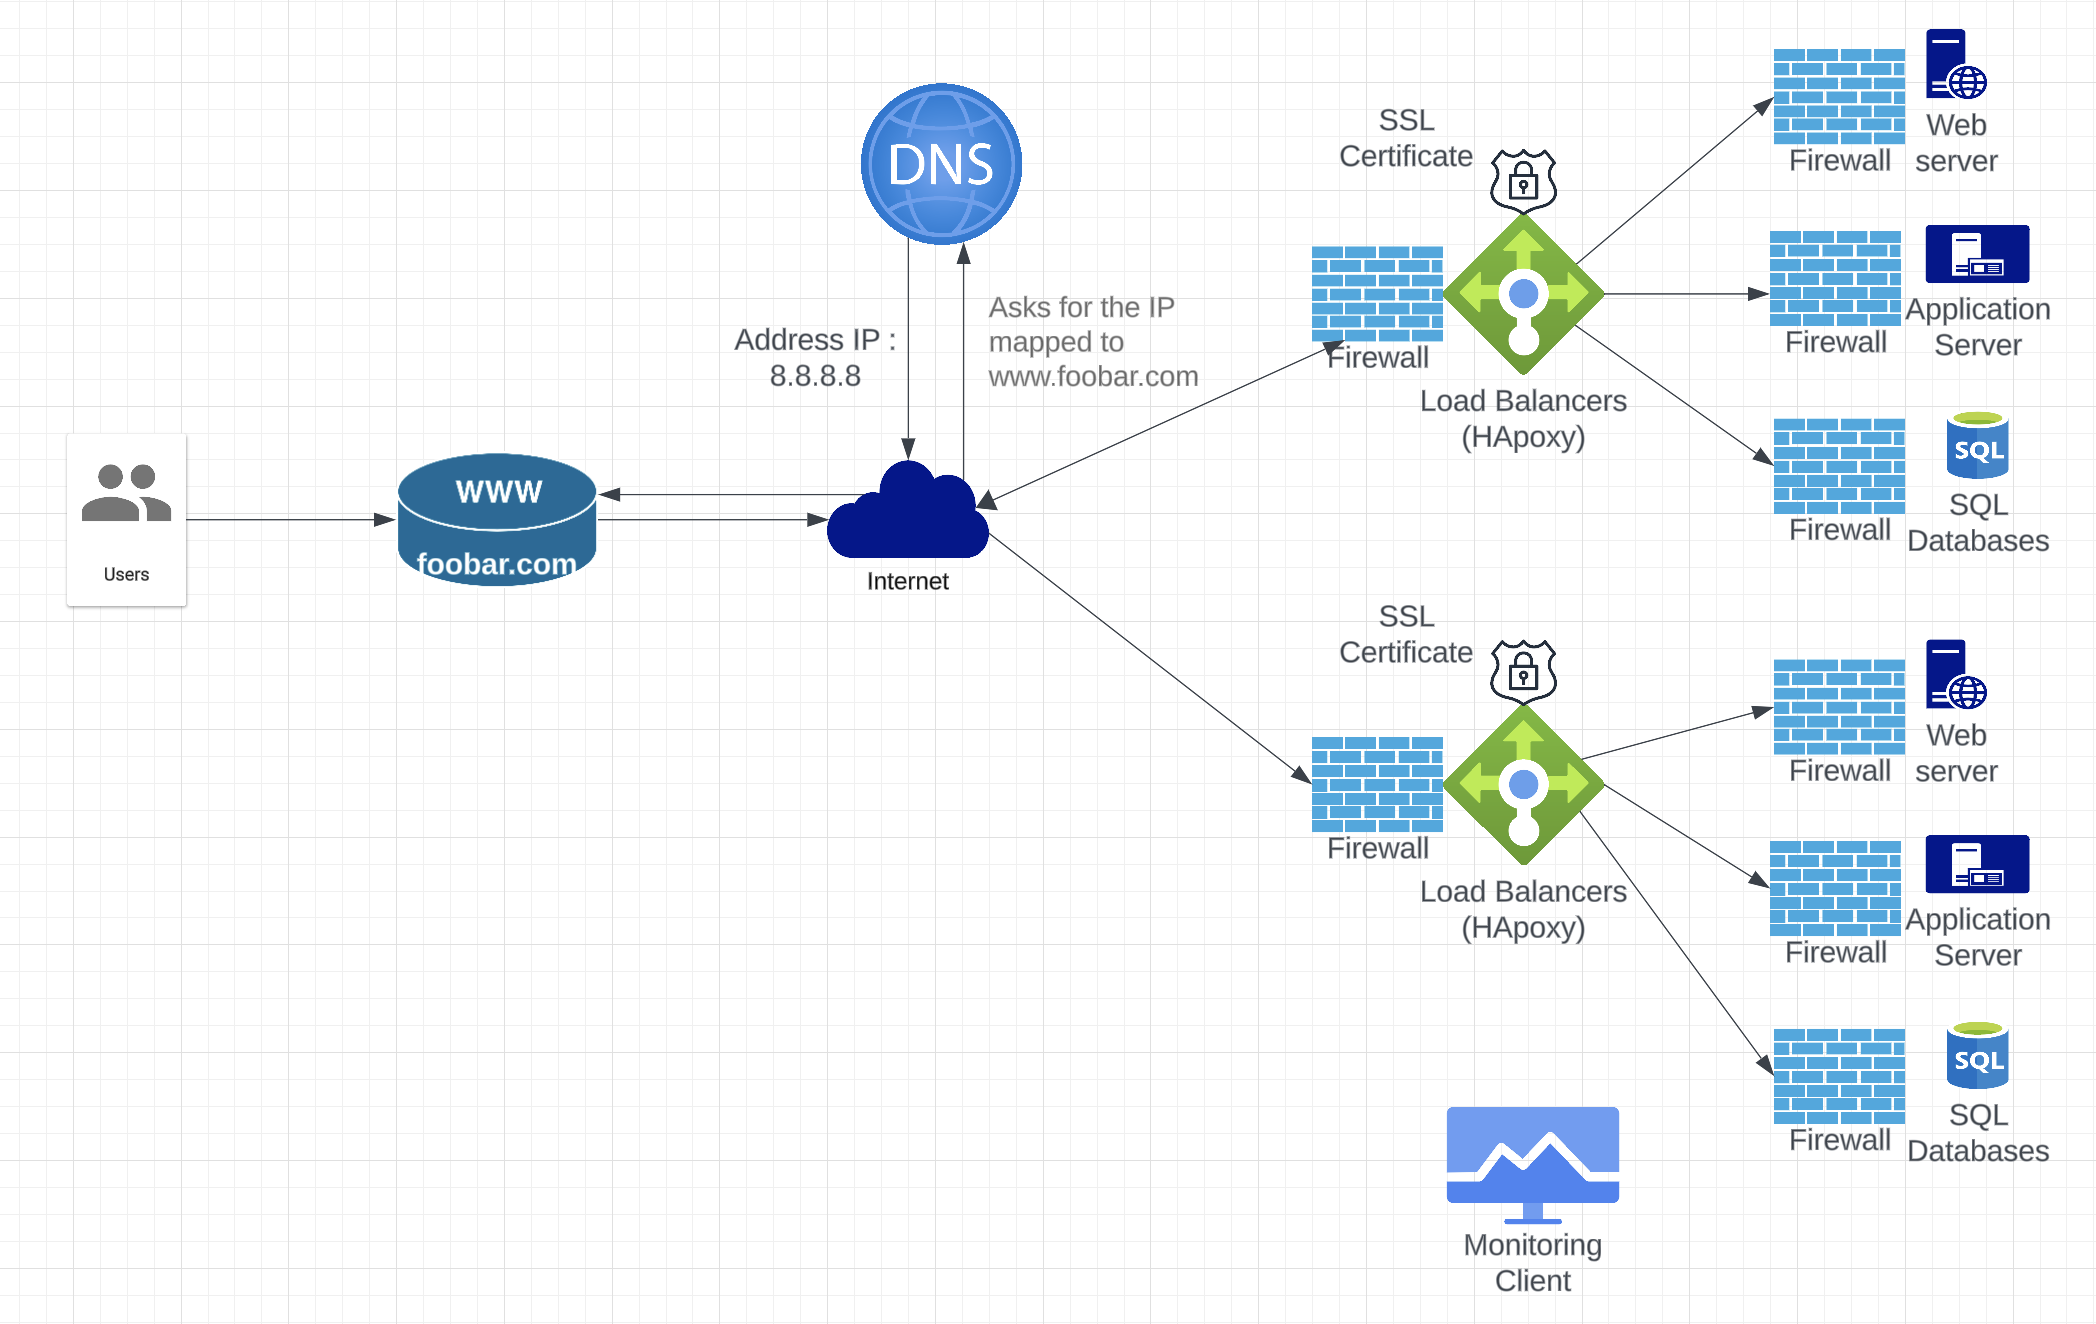 Users
WWW
foobar.com
DNS
Address IP :
8.8.8.8
Asks for the IP
mapped to
www.foobar.com
Internet
SSL
Certificate
Firewall
Load Balancers
(HApoxy)
Firewall
Web
server
Firewall
Application
Server
Firewall
SQL
SQL
Databases
SSL
Certificate
Firewall
Load Balancers
(HApoxy)
Firewall
Web
server
Firewall
Application
Server
Firewall
SQL
SQL
Databases
Monitoring
Client